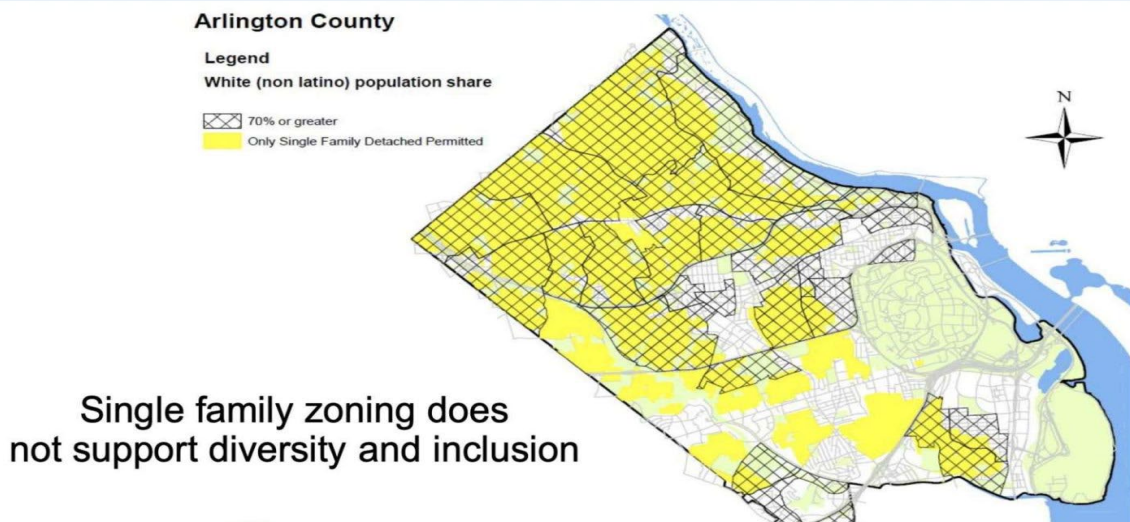 Arlington County
Legend
White (non latino) population share
70% or greater
Only Single Family Detached Permitted
N
Single family zoning does
not support diversity and inclusion